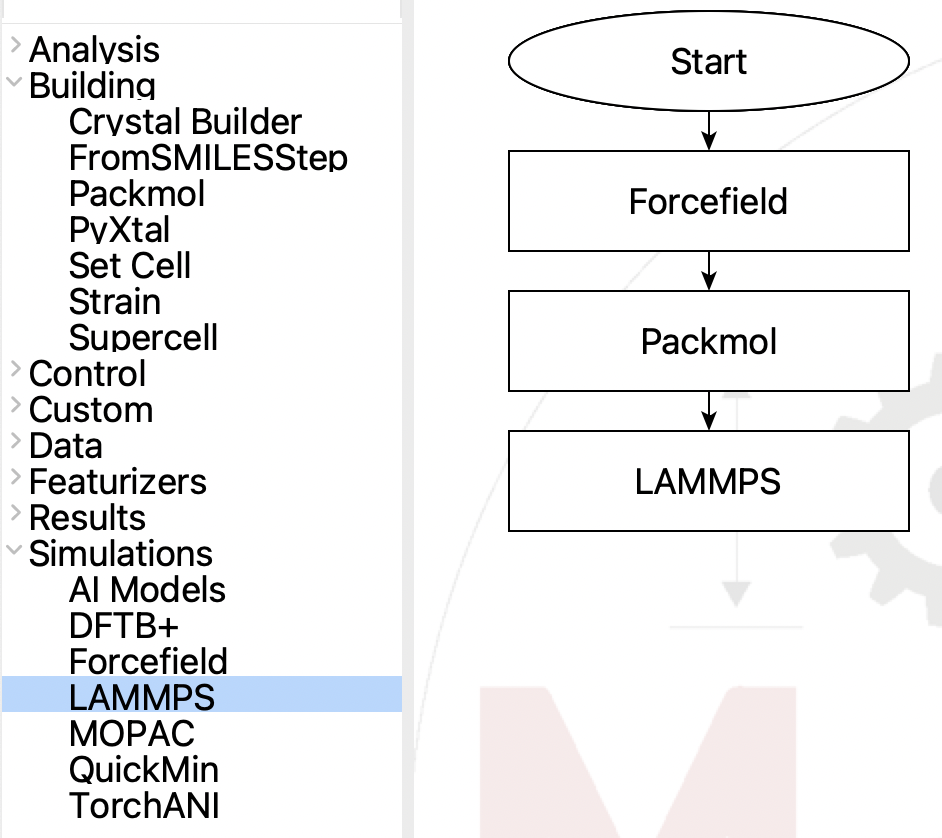 Analysis
Building
Crystal Builder
FromSMILESStep
Packmol
PyXtal
Set Cell
Strain
Supercell
Control
Custom
Data
Featurizers
Results
Simulations
AI Models
DFTB+
Forcefield
LAMMPS
MOPAC
QuickMin
TorchANI
Start
Forcefield
Packmol
LAMMPS
M